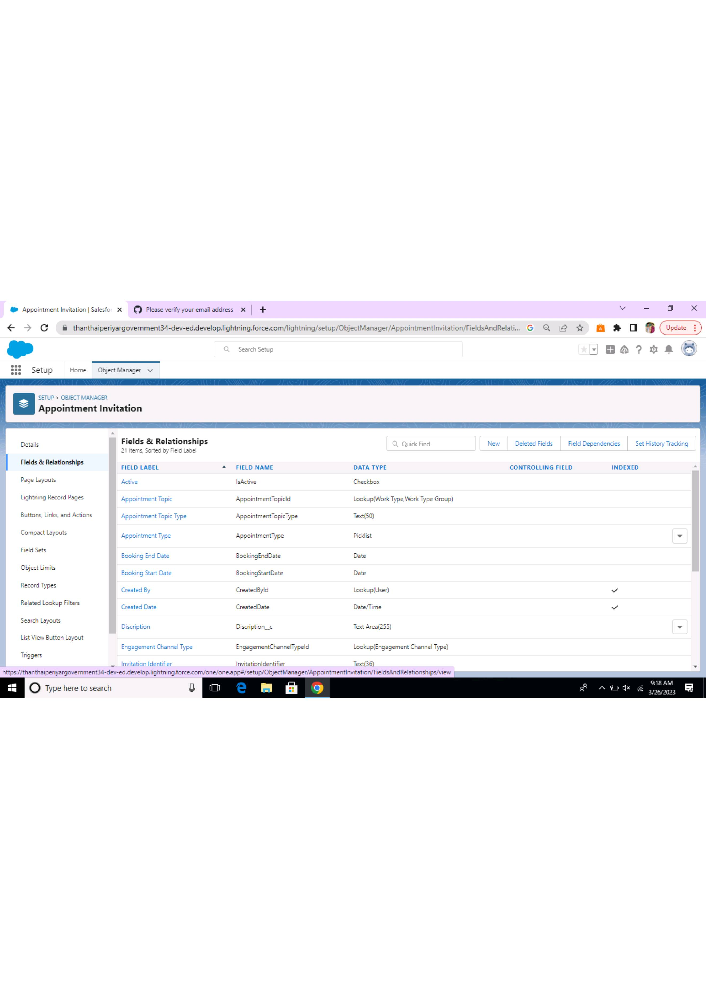 Appointment Invitation | Salesfor
Please verify your email address
thanthaiperiyargovernment34-dev-ed.develop.lightning.force.com/lightning/setup/ObjectManager/AppointmentInvitation/FieldsAndRelati...
Update
Search Setup
Setup
Home
Object Manager
SETUP > OBJECT MANAGER
Appointment Invitation
Details
Fields & Relationships
Page Layouts
Lightning Record Pages
Buttons, Links, and Actions
Compact Layouts
Field Sets
Object Limits
Record Types
Related Lookup Filters
Search Layouts
List View Button Layout
Triggers
Fields & Relationships
21 Items, Sorted by Field Label
Quick Find
New
Deleted Fields
Field Dependencies
Set History Tracking
FIELD LABEL FIELD NAME DATA TYPE CONTROLLING FIELD INDEXED
Active IsActive Checkbox
Appointment Topic AppointmentTopicId Lookup(Work Type,Work Type Group)
Appointment Topic Type AppointmentTopicType Text(50)
Appointment Type AppointmentType Picklist
Booking End Date BookingEndDate Date
Booking Start Date BookingStartDate Date
Created By CreatedById Lookup(User)
Created Date CreatedDate Date/Time
Discription Discription__c Text Area(255)
Engagement Channel Type EngagementChannelTypeId Lookup(Engagement Channel Type)
Invitation Identifier InvitationIdentifier Text(36)
https://thanthaiperiyargovernment34-dev-ed.develop.lightning.force.com/one/one.app#/setup/ObjectManager/AppointmentInvitation/FieldsAndRelationships/view
Type here to search
9:18 AM
3/26/2023